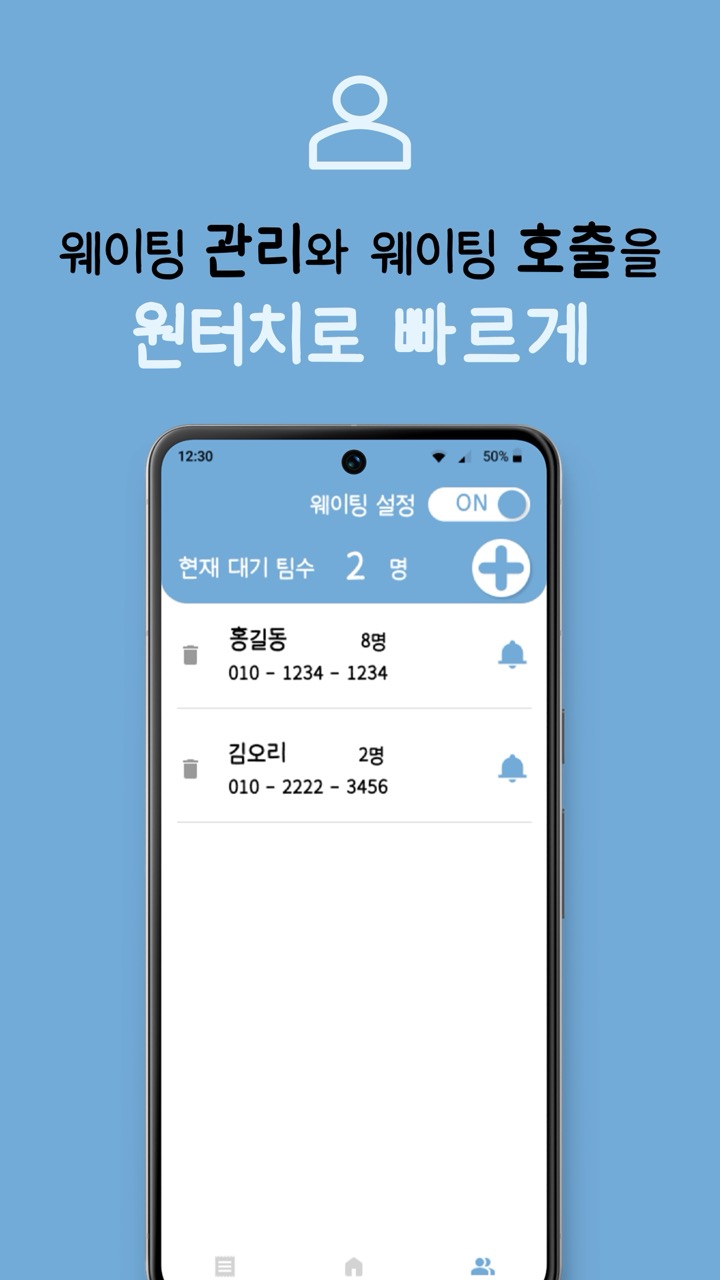 웨이팅 관리와 웨이팅 호출을
원터치로 빠르게
12:30
50%
웨이팅 설정 ON
현재 대기 팀수 2 명
홍길동 8명
010 - 1234 - 1234
김오리 2명
010 - 2222 - 3456